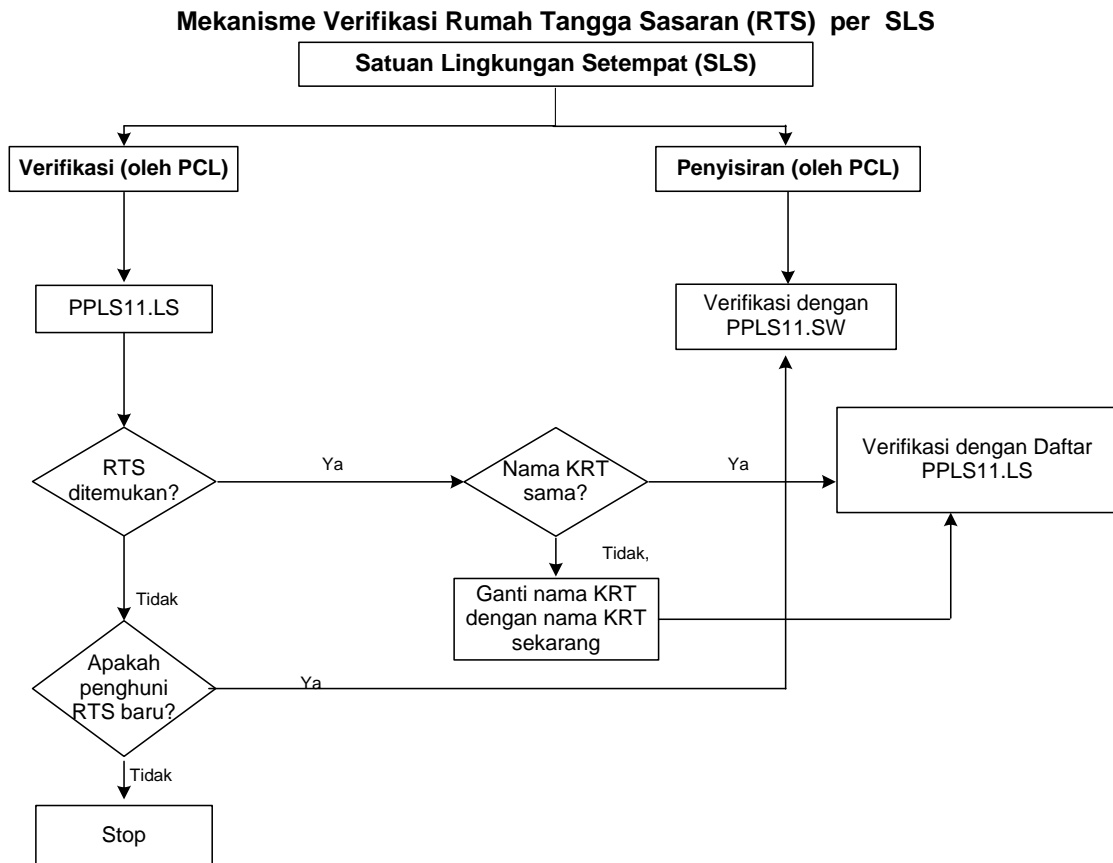 Mekanisme Verifikasi Rumah Tangga Sasaran (RTS) per SLS
Satuan Lingkungan Setempat (SLS)
Verifikasi (oleh PCL)
Penyisiran (oleh PCL)
PPLS11.LS
Verifikasi dengan
PPLS11.SW
RTS
ditemukan?
Ya
Nama KRT
sama?
Ya
Verifikasi dengan Daftar
PPLS11.LS
Tidak,
Ganti nama KRT
dengan nama KRT
sekarang
Tidak
Apakah
penghuni
RTS baru?
Ya
Tidak
Stop